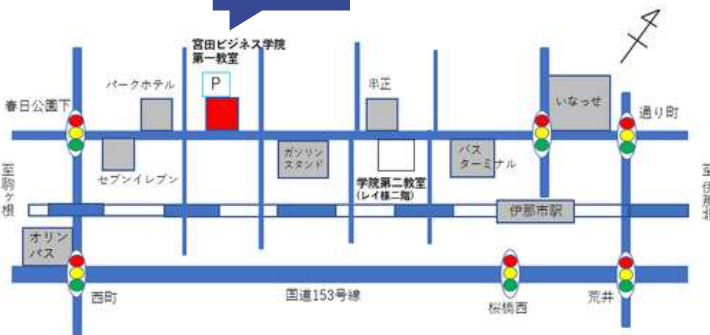 宮田ビジネス学院
第一教室
P
パークホテル
串正
いなっせ
春日公園下
通り町
セブンイレブン
ガソリン
スタンド
学院第二教室
(レイ様二階)
バス
ターミナル
至駒ヶ根
至伊那北
伊那市駅
オリン
パス
西町
国道153号線
桜橋西
荒井